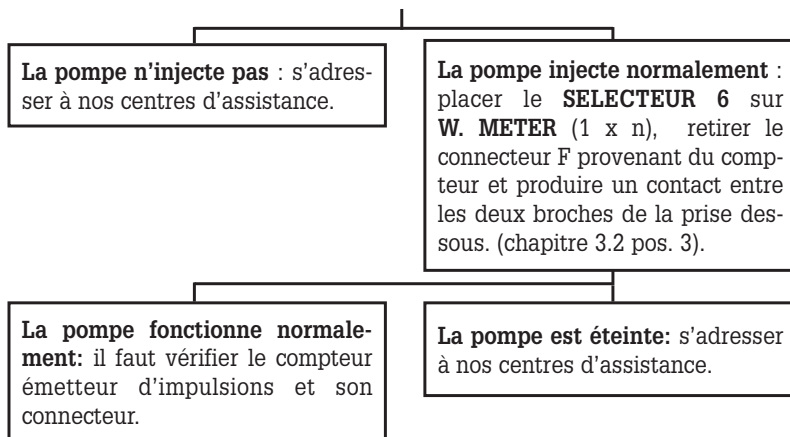 La pompe n'injecte pas : s'adres-
ser à nos centres d'assistance.
La pompe injecte normalement :
placer le SELECTEUR 6 sur
W. METER (1 x n), retirer le
connecteur F provenant du comp-
teur et produire un contact entre
les deux broches de la prise des-
sous. (chapitre 3.2 pos. 3).
La pompe fonctionne normale-
ment: il faut vérifier le compteur
émetteur d'impulsions et son
connecteur.
La pompe est éteinte: s'adresser
à nos centres d'assistance.